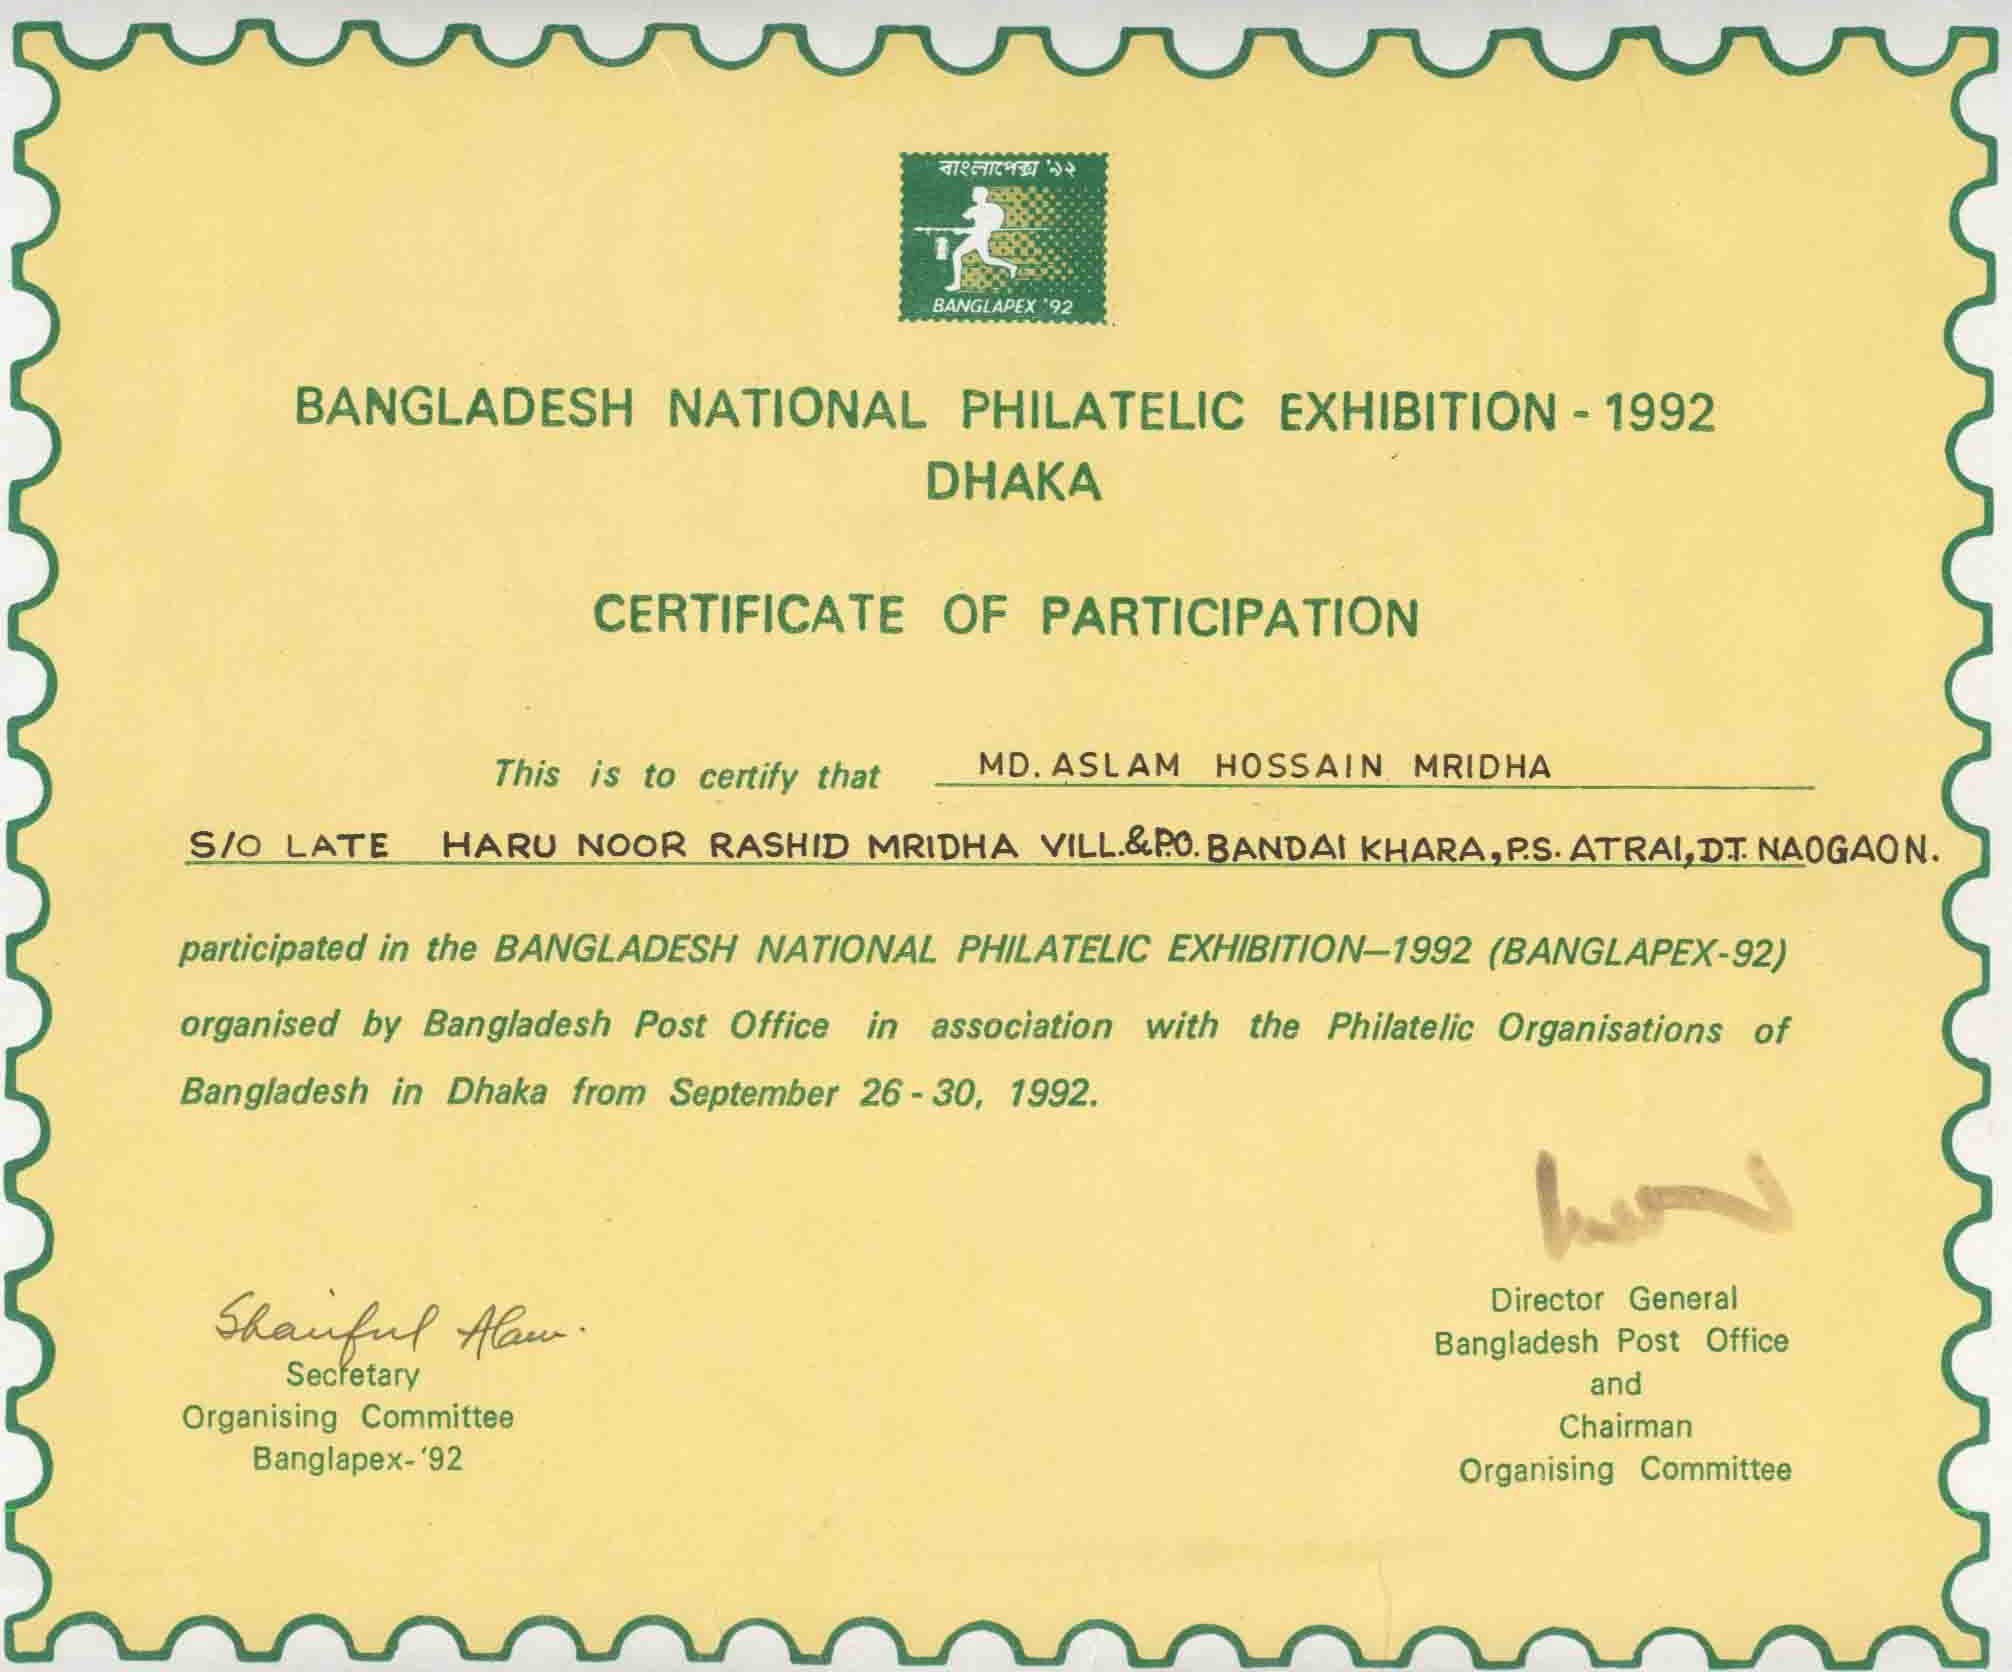 বাংলাপেক্স '৯২
BANGLAPEX '92
BANGLADESH NATIONAL PHILATELIC EXHIBITION - 1992
DHAKA
CERTIFICATE OF PARTICIPATION
This is to certify that MD. ASLAM HOSSAIN MRIDHA
S/O LATE HARU NOOR RASHID MRIDHA VILL.&P.O. BANDAI KHARA, P.S. ATRAI, DT. NAOGAON.
participated in the BANGLADESH NATIONAL PHILATELIC EXHIBITION—1992 (BANGLAPEX-92)
organised by Bangladesh Post Office in association with the Philatelic Organisations of
Bangladesh in Dhaka from September 26 - 30, 1992.
Shariful Alam.
Secretary
Organising Committee
Banglapex-'92
Director General
Bangladesh Post Office
and
Chairman
Organising Committee